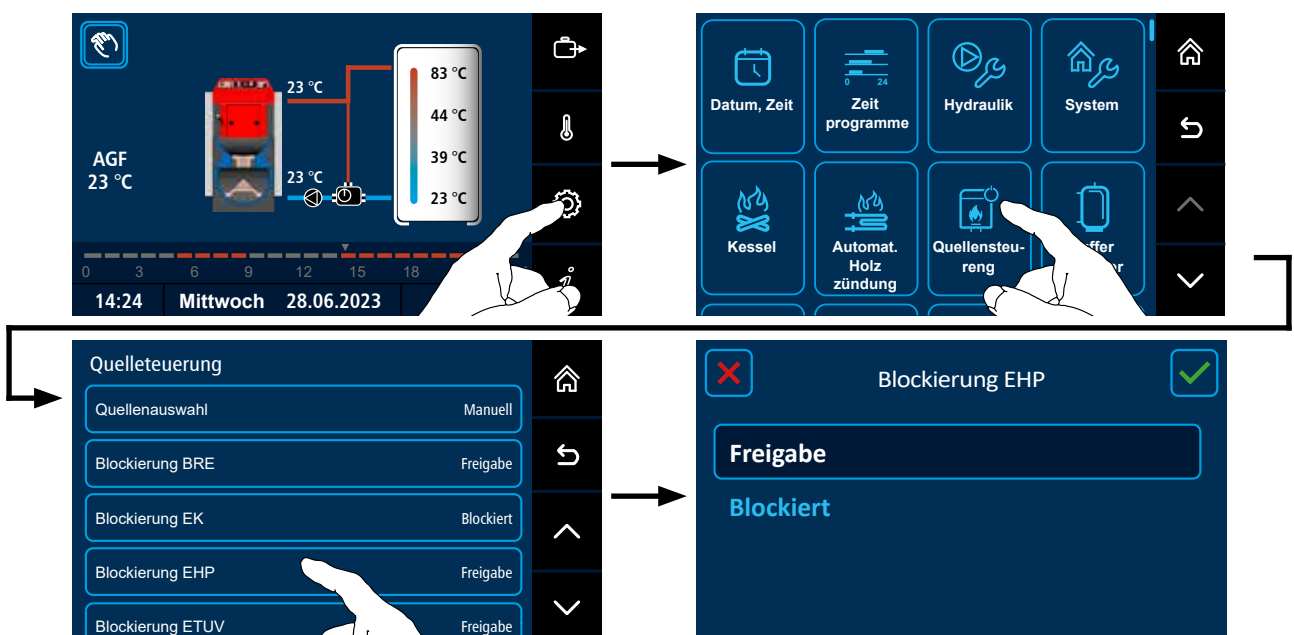 83 °C
23 °C
44 °C
AGF
23 °C
39 °C
23 °C
23 °C
0 3 6 9 12 15 18
14:24 Mittwoch 28.06.2023
Datum, Zeit
0 24
Zeit
programme
Hydraulik
System
Kessel
Automat.
Holz
zündung
Quellensteu-
reng
Quelleteuerung
Quellenauswahl Manuell
Blockierung BRE Freigabe
Blockierung EK Blockiert
Blockierung EHP Freigabe
Blockierung ETUV Freigabe
Blockierung EHP
Freigabe
Blockiert